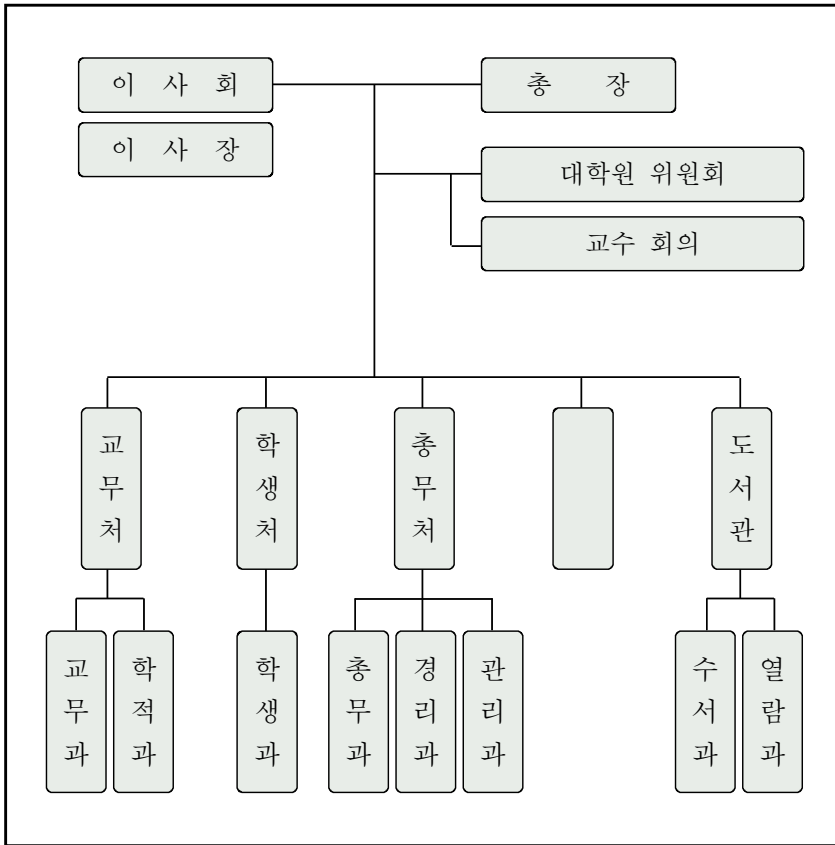 이 사 회
총 장
이 사 장
대학원 위원회
교수 회의
교무처
학생처
총무처
도서관
교무과
학적과
학생과
총무과
경리과
관리과
수서과
열람과